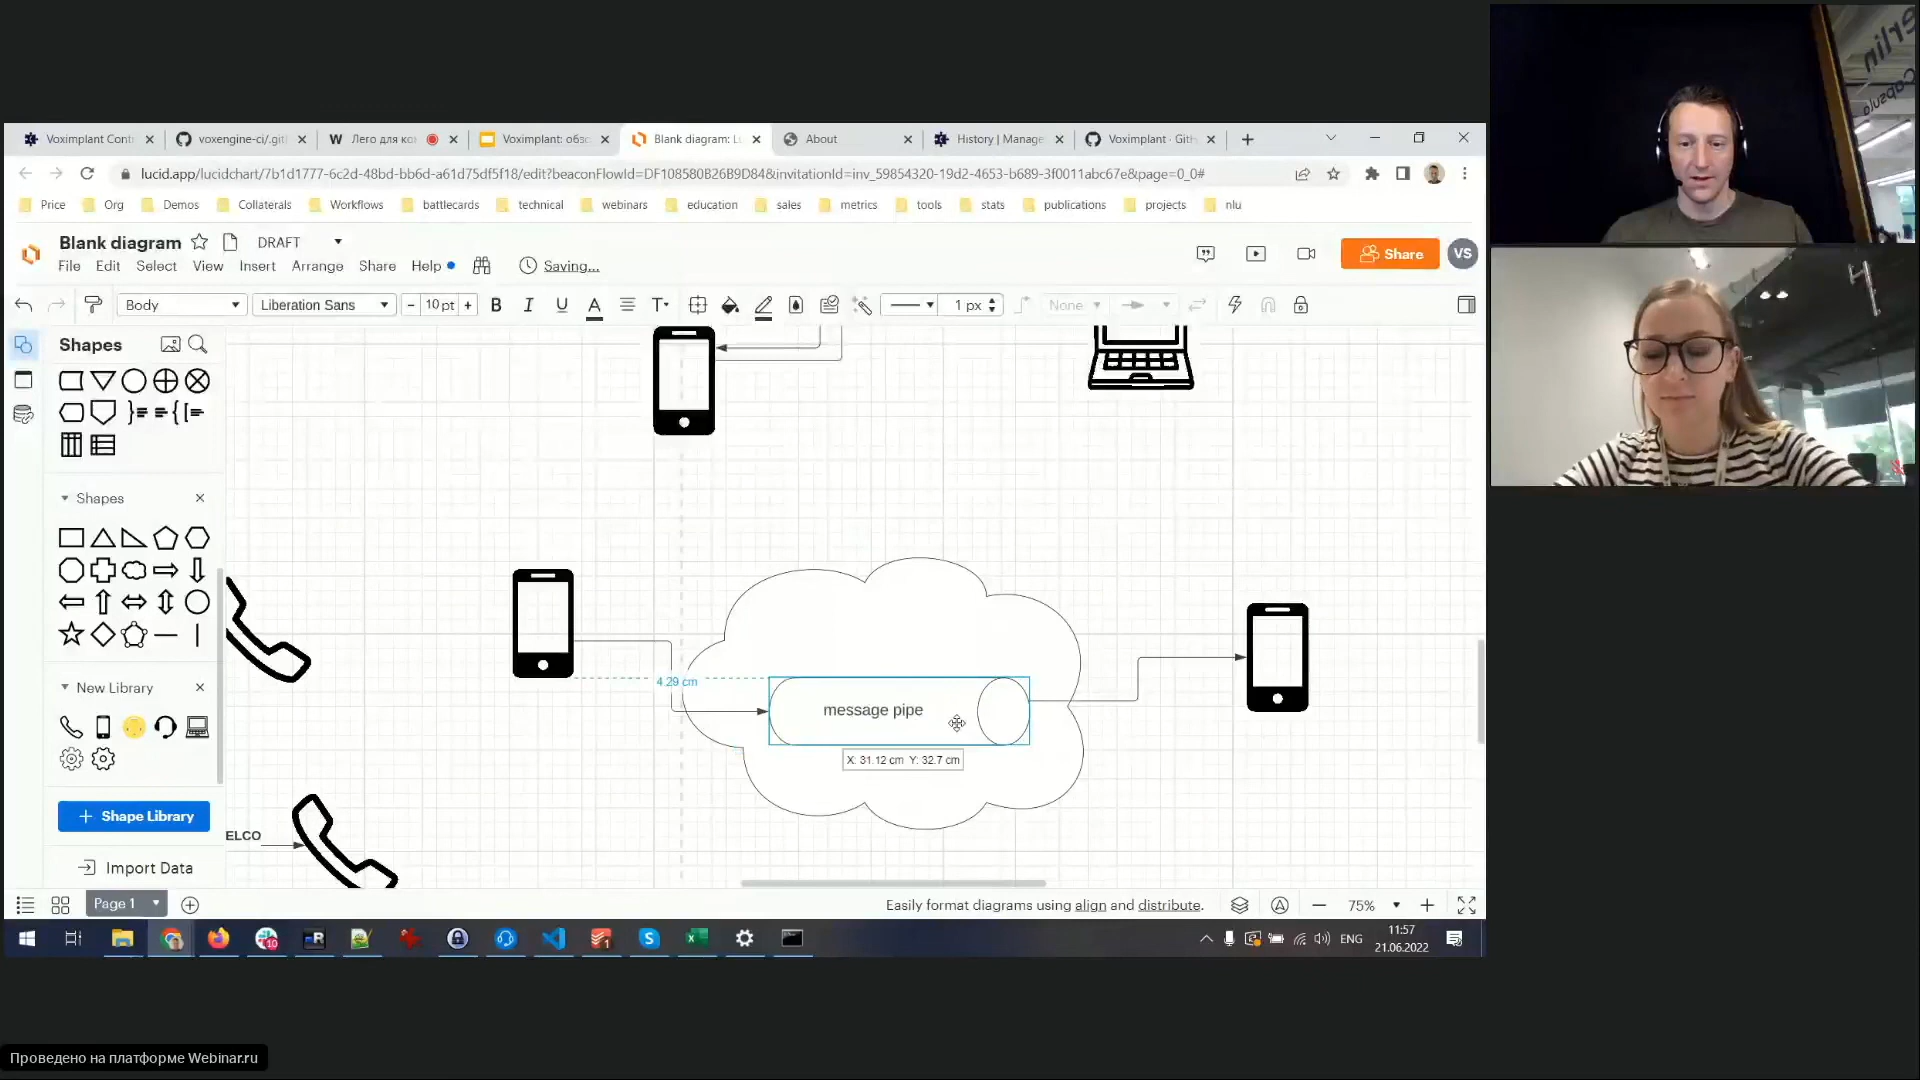 Voximplant Cont
voxengine-ci/.git/
Лего для ко
Voximplant: обзо
Blank diagram: L
About
History | Manage
Voximplant · Gith
lucid.app/lucidchart/7b1d1777-6c2d-48bd-bb6d-a61d75df5f18/edit?beaconFlowId=DF108580B26B9D84&invitationId=inv_59854320-19d2-4653-b689-3f0011abc67e&page=0_0#
Price Org Demos Collaterals Workflows battlecards technical webinars education sales metrics tools stats publications projects nlu
Blank diagram DRAFT
File Edit Select View Insert Arrange Share Help Saving...
Share
VS
Body Liberation Sans 10 pt 1 px None
Shapes
Shapes
New Library
Shape Library
Import Data
4.29 cm
message pipe
X: 31.12 cm Y: 32.7 cm
ELCO
Page 1
Easily format diagrams using align and distribute.
75%
ENG
11:57
21.06.2022
Проведено на платформе Webinar.ru